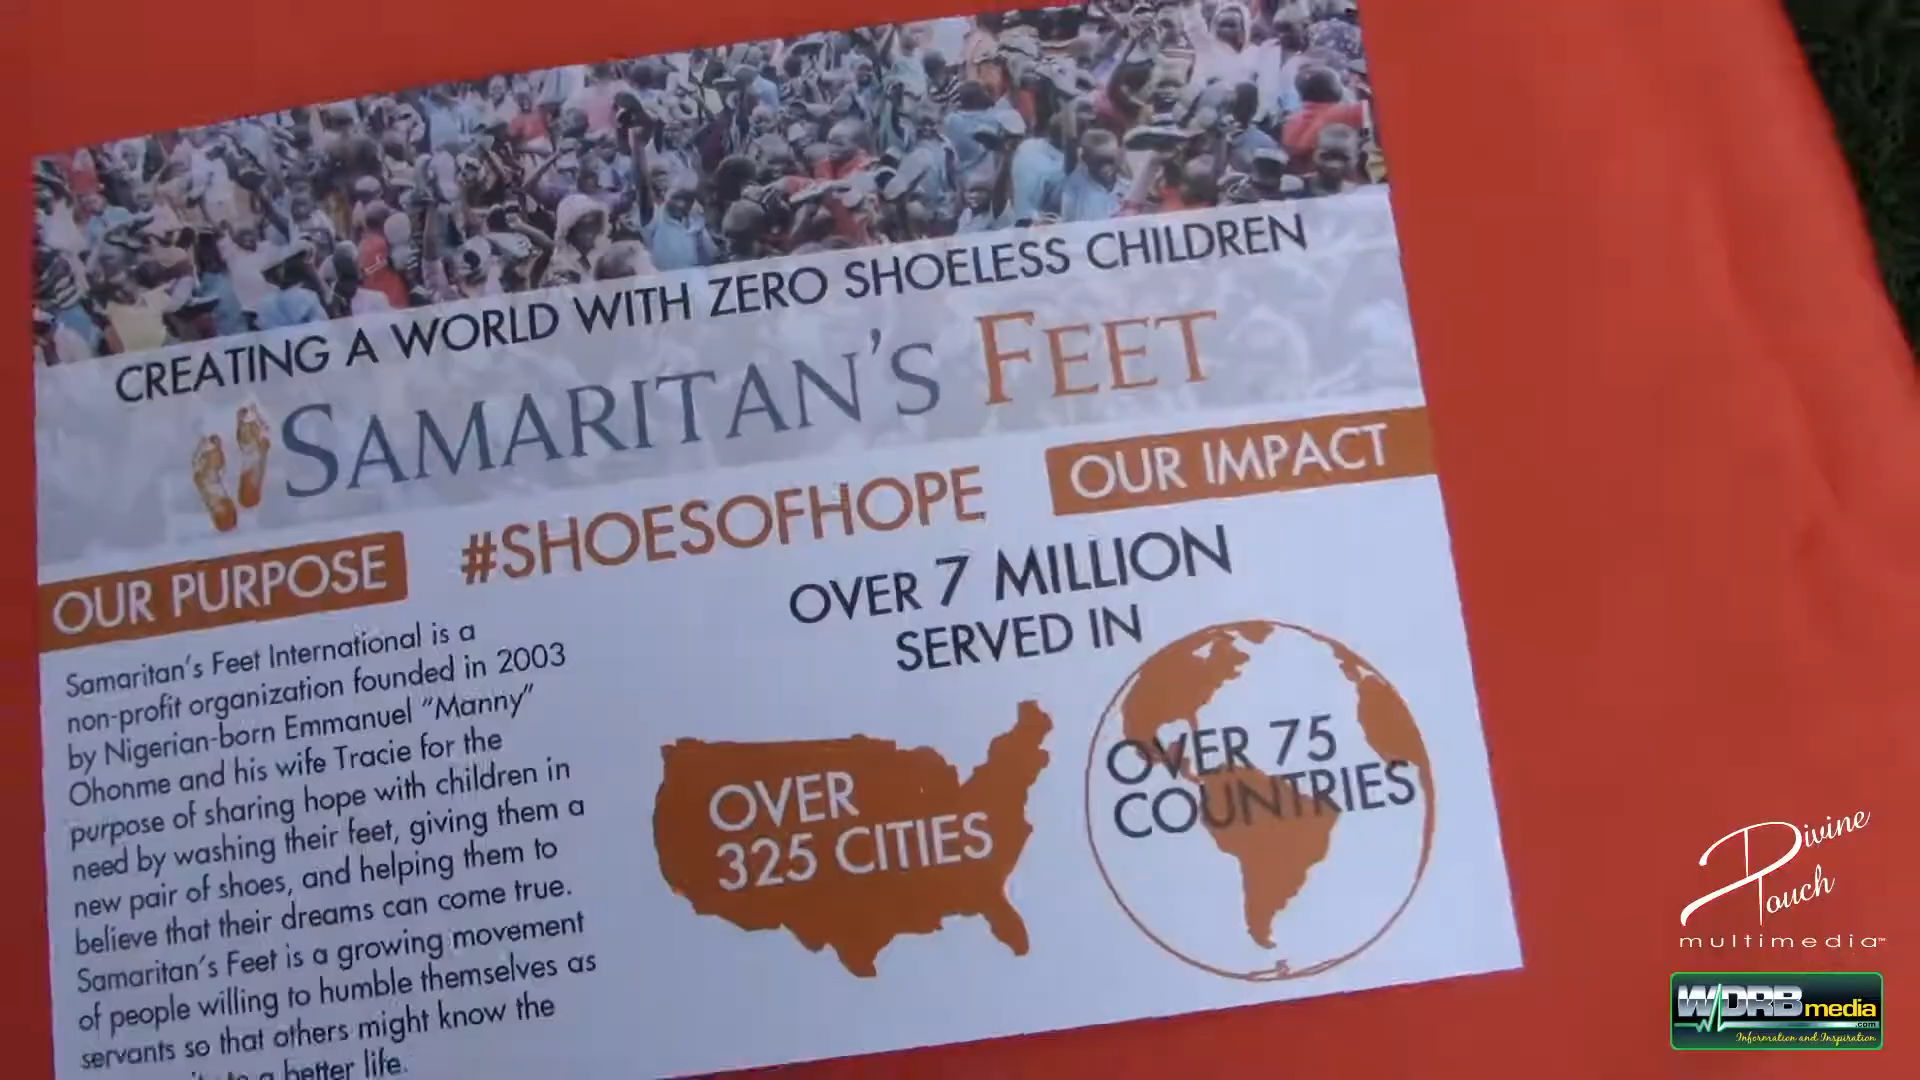 CREATING A WORLD WITH ZERO SHOELESS CHILDREN
SAMARITAN'S FEET
OUR PURPOSE
#SHOESOFHOPE
OUR IMPACT
Samaritan's Feet International is a
non-profit organization founded in 2003
by Nigerian-born Emmanuel "Manny"
Ohonme and his wife Tracie for the
purpose of sharing hope with children in
need by washing their feet, giving them a
new pair of shoes, and helping them to
believe that their dreams can come true.
Samaritan's Feet is a growing movement
of people willing to humble themselves as
servants so that others might know the
a better life.
OVER 7 MILLION
SERVED IN
OVER
325 CITIES
OVER 75
COUNTRIES
Divine
Touch
multimedia™
WDRBmedia
.com
Information and Inspiration